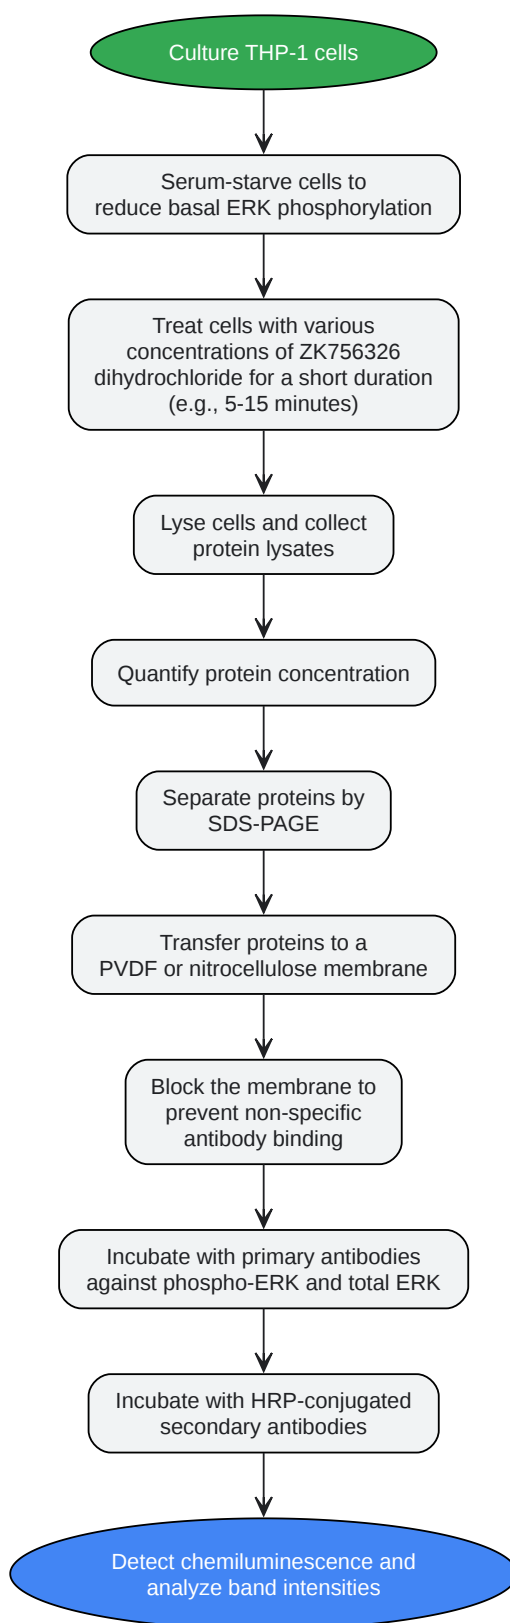 Culture THP-1 cells
Serum-starve cells to
reduce basal ERK phosphorylation
Treat cells with various
concentrations of ZK756326
dihydrochloride for a short duration
(e.g., 5-15 minutes)
Lyse cells and collect
protein lysates
Quantify protein concentration
Separate proteins by
SDS-PAGE
Transfer proteins to a
PVDF or nitrocellulose membrane
Block the membrane to
prevent non-specific
antibody binding
Incubate with primary antibodies
against phospho-ERK and total ERK
Incubate with HRP-conjugated
secondary antibodies
Detect chemiluminescence and
analyze band intensities